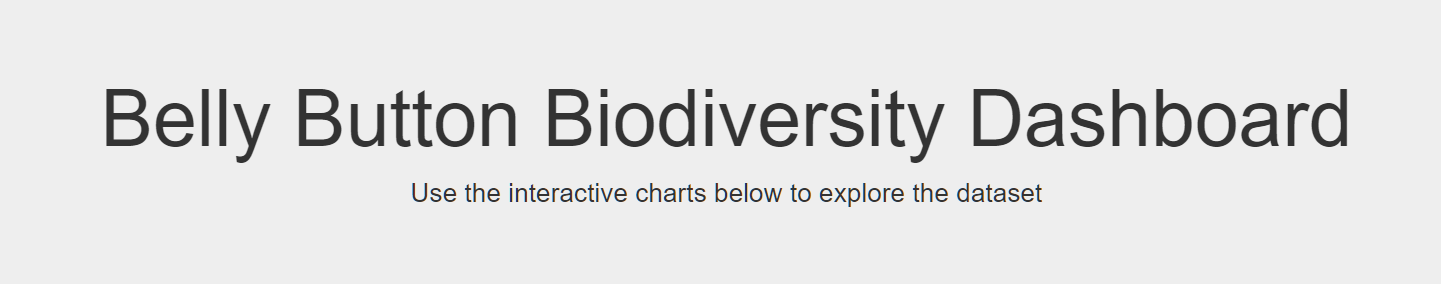 Belly Button Biodiversity Dashboard
Use the interactive charts below to explore the dataset